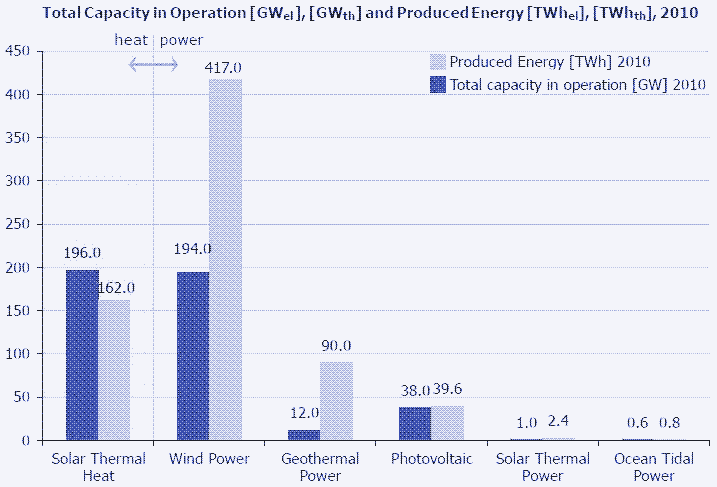 Total Capacity in Operation [GWel], [GWth] and Produced Energy [TWhel], [TWhth], 2010
heat power
Produced Energy [TWh] 2010
Total capacity in operation [GW] 2010
450
400
350
300
250
200
150
100
50
0
196.0
162.0
194.0
417.0
12.0
90.0
38.0
39.6
1.0
2.4
0.6
0.8
Solar Thermal
Heat
Wind Power
Geothermal
Power
Photovoltaic
Solar Thermal
Power
Ocean Tidal
Power